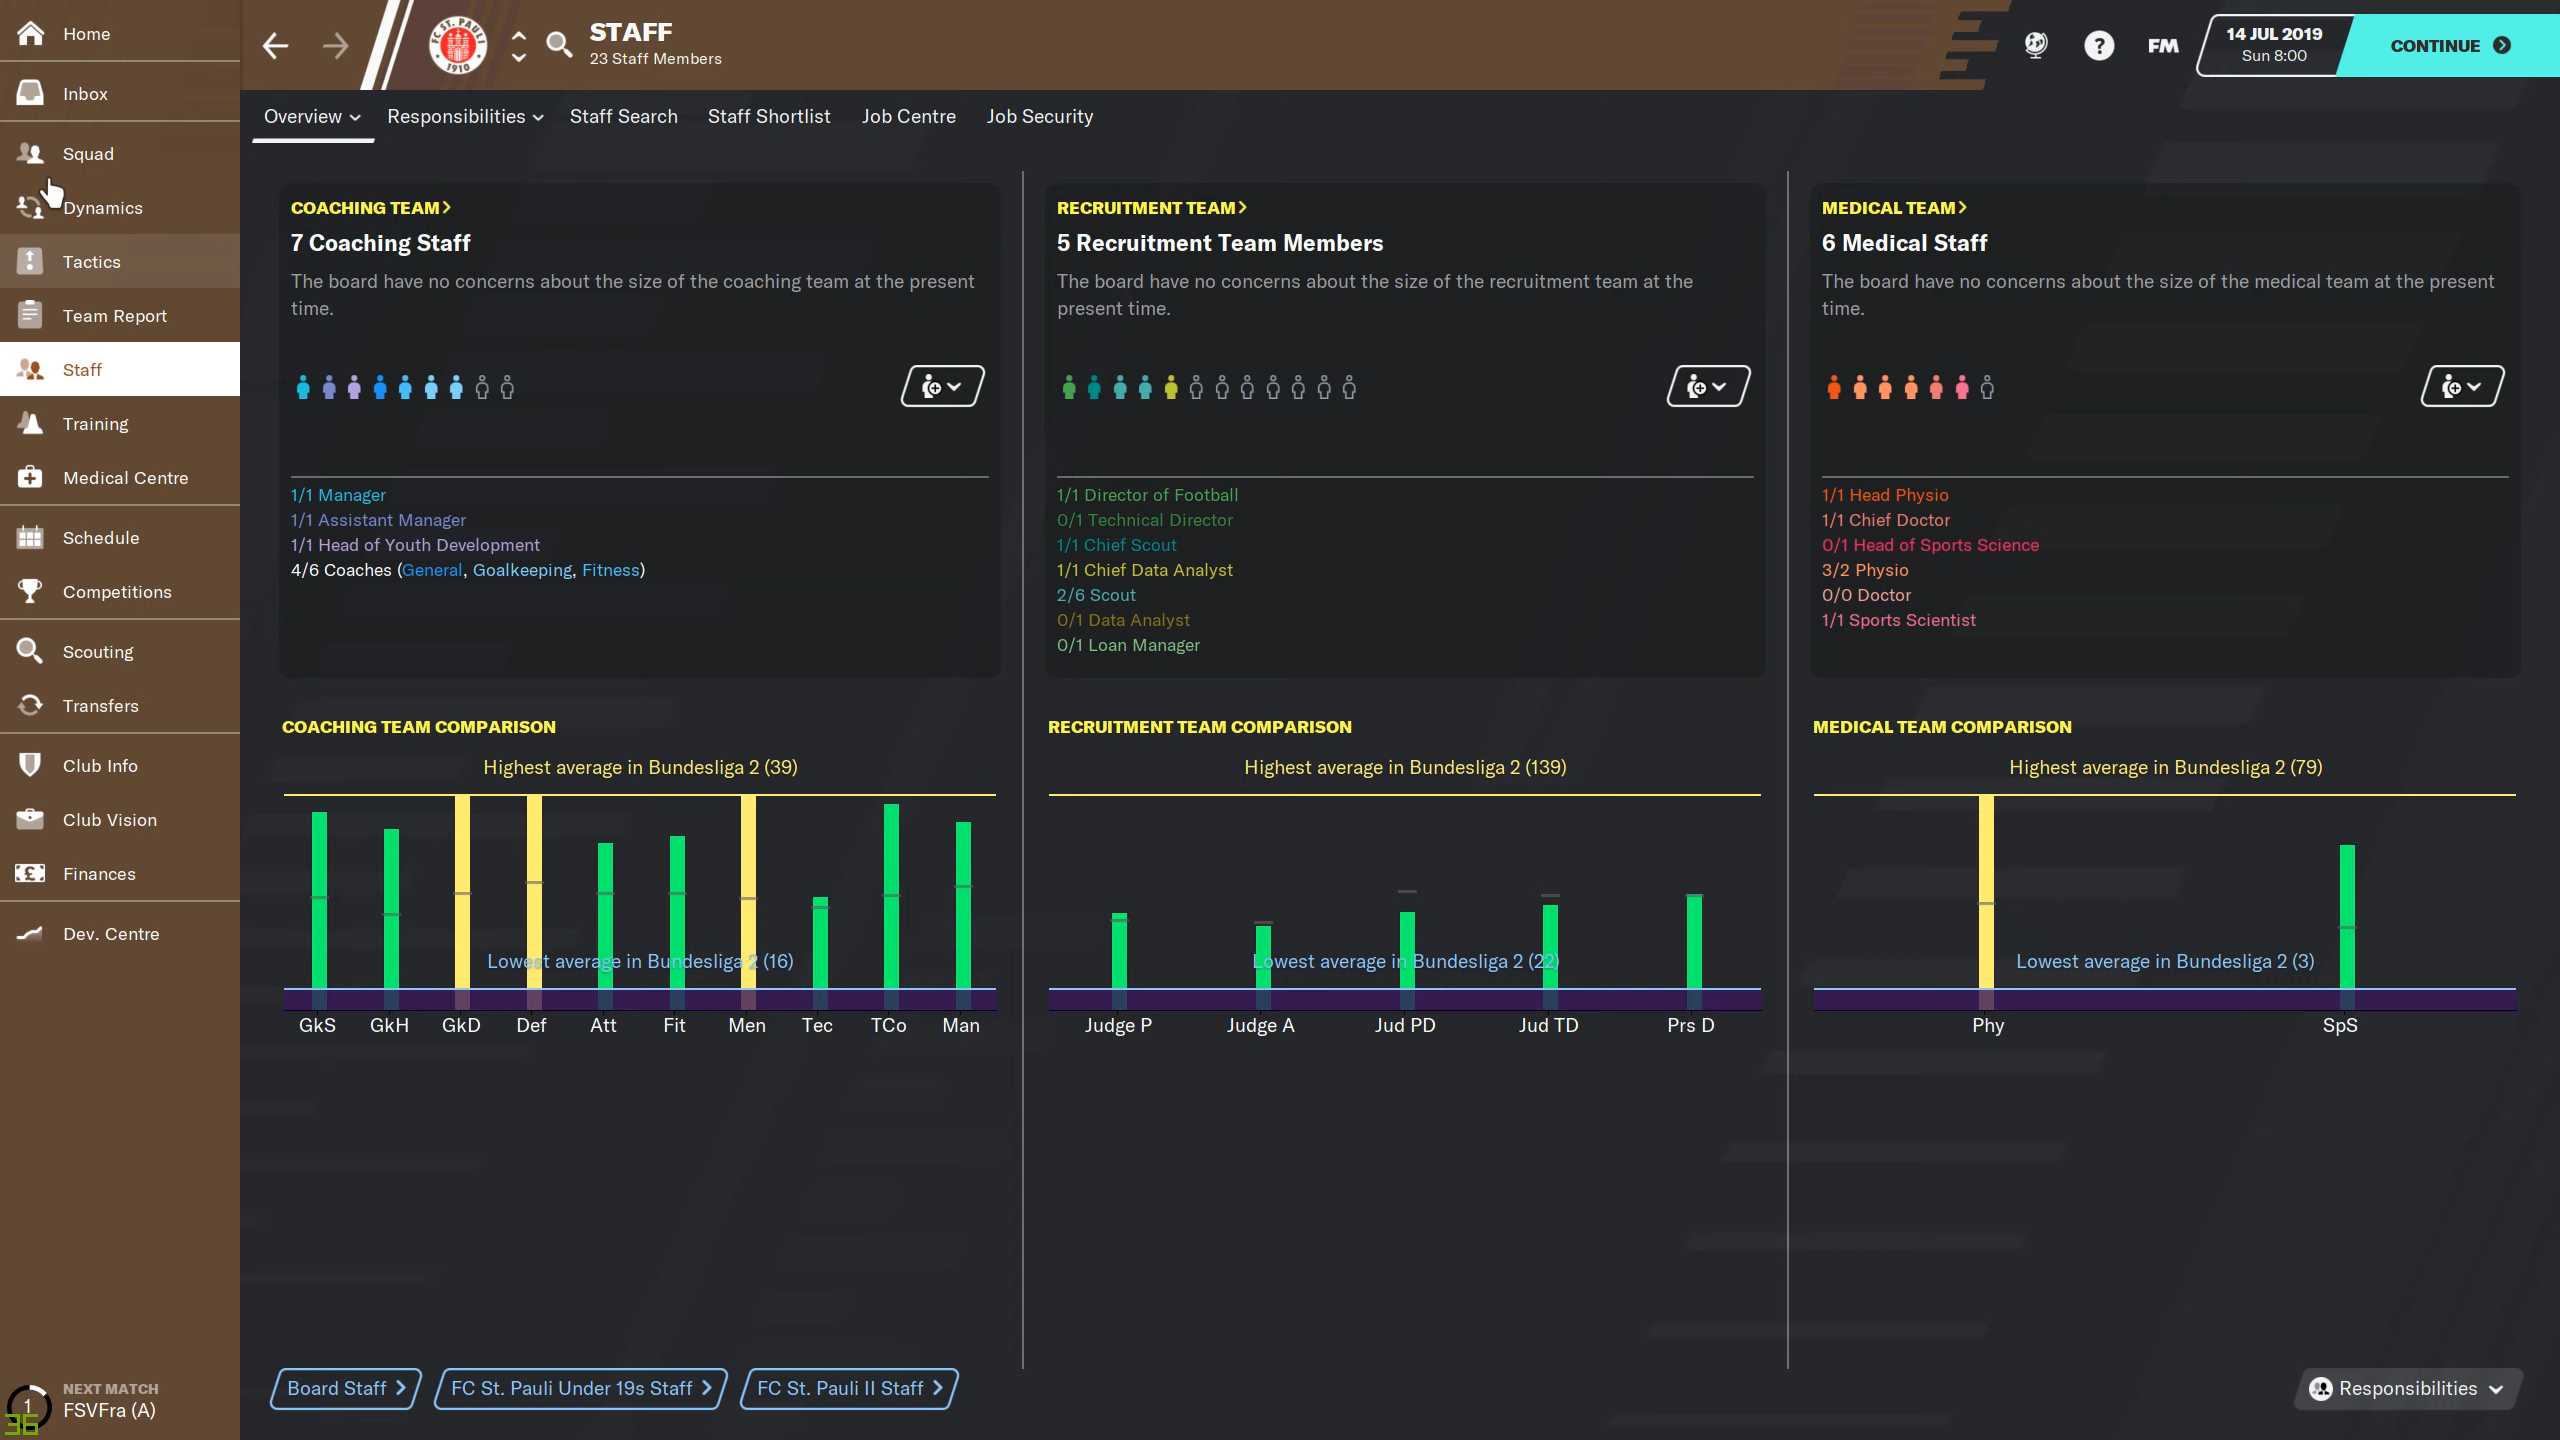 Home
Inbox
Squad
Dynamics
Tactics
Team Report
Staff
Training
Medical Centre
Schedule
Competitions
Scouting
Transfers
Club Info
Club Vision
Finances
Dev. Centre
NEXT MATCH
FSVFra (A)
1
36
FC ST. PAULI
1910
STAFF
23 Staff Members
?
FM
14 JUL 2019
Sun 8:00
CONTINUE
Overview
Responsibilities
Staff Search
Staff Shortlist
Job Centre
Job Security
COACHING TEAM
7 Coaching Staff
The board have no concerns about the size of the coaching team at the present
time.
1/1 Manager
1/1 Assistant Manager
1/1 Head of Youth Development
4/6 Coaches (General, Goalkeeping, Fitness)
RECRUITMENT TEAM
5 Recruitment Team Members
The board have no concerns about the size of the recruitment team at the
present time.
1/1 Director of Football
0/1 Technical Director
1/1 Chief Scout
1/1 Chief Data Analyst
2/6 Scout
0/1 Data Analyst
0/1 Loan Manager
MEDICAL TEAM
6 Medical Staff
The board have no concerns about the size of the medical team at the present
time.
1/1 Head Physio
1/1 Chief Doctor
0/1 Head of Sports Science
3/2 Physio
0/0 Doctor
1/1 Sports Scientist
COACHING TEAM COMPARISON
Highest average in Bundesliga 2 (39)
Lowest average in Bundesliga 2 (16)
GkS GkH GkD Def Att Fit Men Tec TCo Man
RECRUITMENT TEAM COMPARISON
Highest average in Bundesliga 2 (139)
Lowest average in Bundesliga 2 (22)
Judge P Judge A Jud PD Jud TD Prs D
MEDICAL TEAM COMPARISON
Highest average in Bundesliga 2 (79)
Lowest average in Bundesliga 2 (3)
Phy SpS
Board Staff
FC St. Pauli Under 19s Staff
FC St. Pauli II Staff
Responsibilities